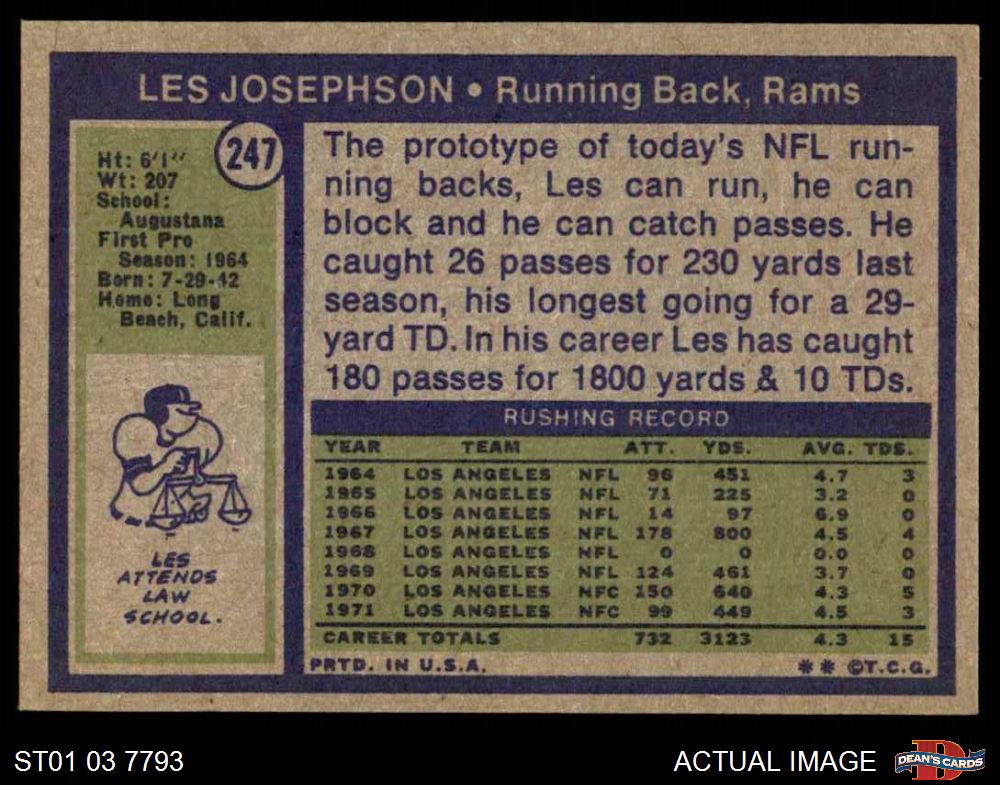 LES JOSEPHSON • Running Back, Rams
247
Ht: 6'1"
Wt: 207
School:
Augustana
First Pro
Season: 1964
Born: 7-29-42
Home: Long
Beach, Calif.
LES
ATTENDS
LAW
SCHOOL.
The prototype of today's NFL run-
ning backs, Les can run, he can
block and he can catch passes. He
caught 26 passes for 230 yards last
season, his longest going for a 29-
yard TD. In his career Les has caught
180 passes for 1800 yards & 10 TDs.
RUSHING RECORD
YEAR TEAM ATT. YDS. AVG. TDS.
1964 LOS ANGELES NFL 96 451 4.7 3
1965 LOS ANGELES NFL 71 225 3.2 0
1966 LOS ANGELES NFL 14 97 6.9 0
1967 LOS ANGELES NFL 178 800 4.5 4
1968 LOS ANGELES NFL 0 0 0.0 0
1969 LOS ANGELES NFL 124 461 3.7 0
1970 LOS ANGELES NFC 150 640 4.3 5
1971 LOS ANGELES NFC 99 449 4.5 3
CAREER TOTALS 732 3123 4.3 15
PRTD. IN U.S.A. ** ©T.C.G.
ST01 03 7793 ACTUAL IMAGE D DEAN'S CARDS